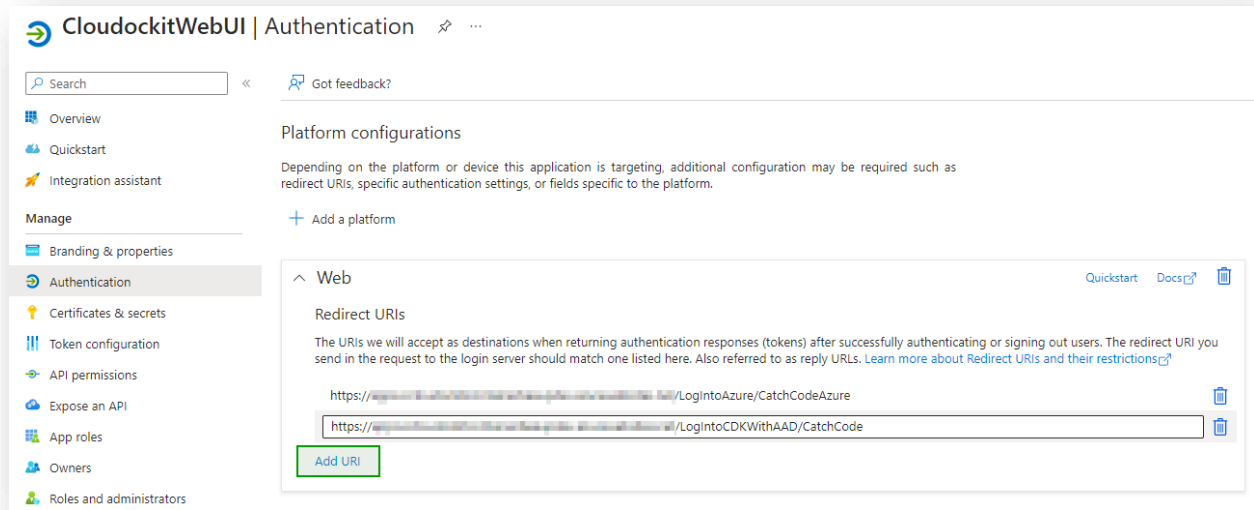 CloudockitWebUI | Authentication
Search
Got feedback?
Overview
Quickstart
Integration assistant
Manage
Branding & properties
Authentication
Certificates & secrets
Token configuration
API permissions
Expose an API
App roles
Owners
Roles and administrators
Platform configurations
Depending on the platform or device this application is targeting, additional configuration may be required such as
redirect URIs, specific authentication settings, or fields specific to the platform.
Add a platform
Web
Quickstart
Docs
Redirect URIs
The URIs we will accept as destinations when returning authentication responses (tokens) after successfully authenticating or signing out users. The redirect URI you
send in the request to the login server should match one listed here. Also referred to as reply URLs. Learn more about Redirect URIs and their restrictions
https:// /LogIntoAzure/CatchCodeAzure
https:// /LogIntoCDKWithAAD/CatchCode
Add URI